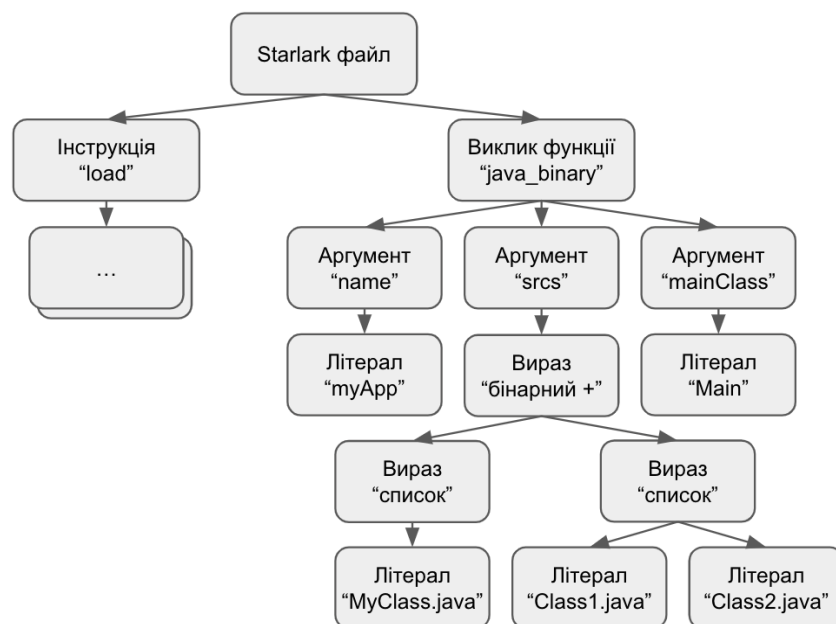 Starlark файл
Інструкція
“load”
Виклик функції
“java_binary”
...
Аргумент
“name”
Аргумент
“srcs”
Аргумент
“mainClass”
Літерал
“myApp”
Вираз
“бінарний +”
Літерал
“Main”
Вираз
“список”
Вираз
“список”
Літерал
“MyClass.java”
Літерал
“Class1.java”
Літерал
“Class2.java”